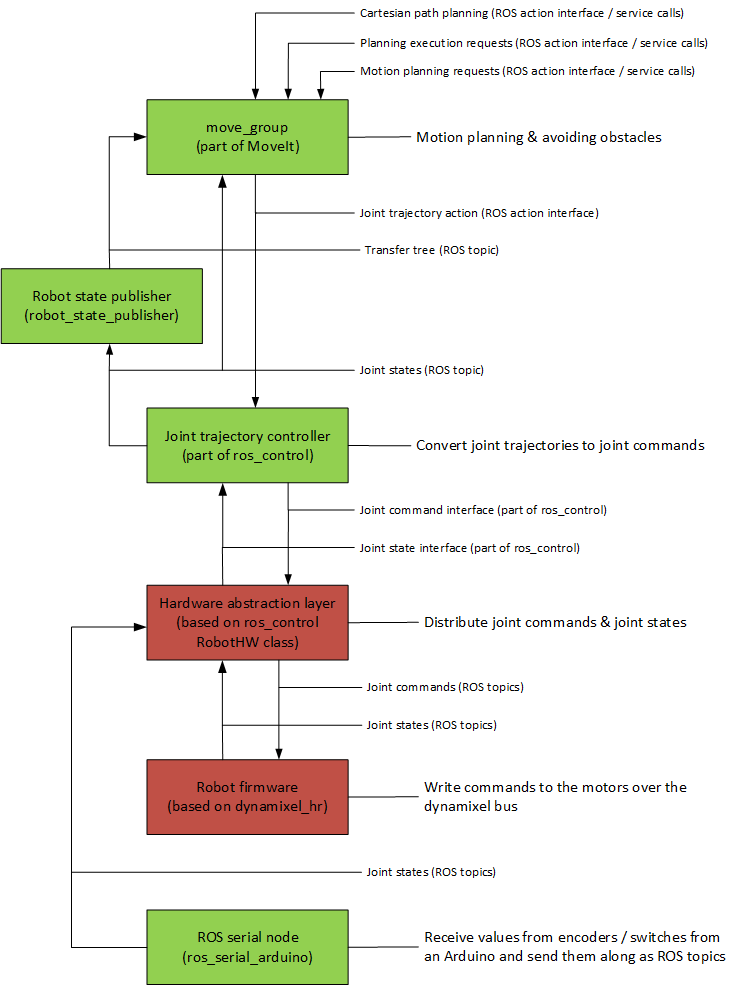 Cartesian path planning (ROS action interface / service calls)
Planning execution requests (ROS action interface / service calls)
Motion planning requests (ROS action interface / service calls)
move_group
(part of MoveIt)
Motion planning & avoiding obstacles
Joint trajectory action (ROS action interface)
Transfer tree (ROS topic)
Robot state publisher
(robot_state_publisher)
Joint states (ROS topic)
Joint trajectory controller
(part of ros_control)
Convert joint trajectories to joint commands
Joint command interface (part of ros_control)
Joint state interface (part of ros_control)
Hardware abstraction layer
(based on ros_control
RobotHW class)
Distribute joint commands & joint states
Joint commands (ROS topics)
Joint states (ROS topics)
Robot firmware
(based on dynamixel_hr)
Write commands to the motors over the
dynamixel bus
Joint states (ROS topics)
ROS serial node
(ros_serial_arduino)
Receive values from encoders / switches from
an Arduino and send them along as ROS topics